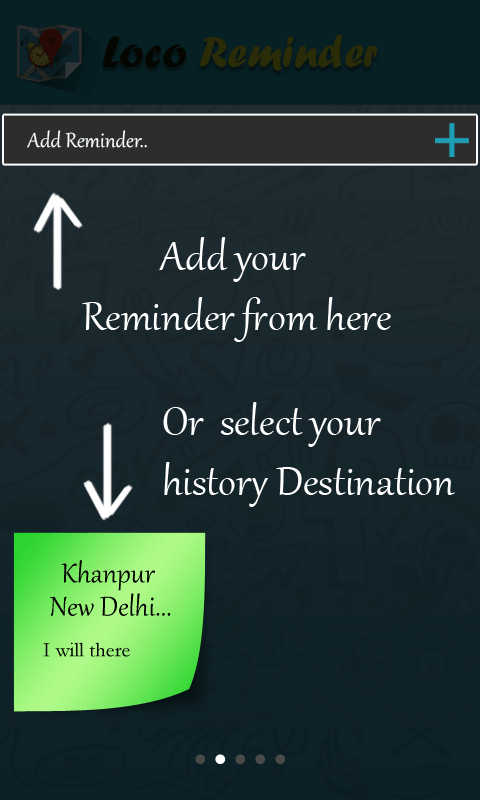 Loco Reminder
Add Reminder..
Add your
Reminder from here
Or select your
history Destination
Khanpur
New Delhi...
I will there